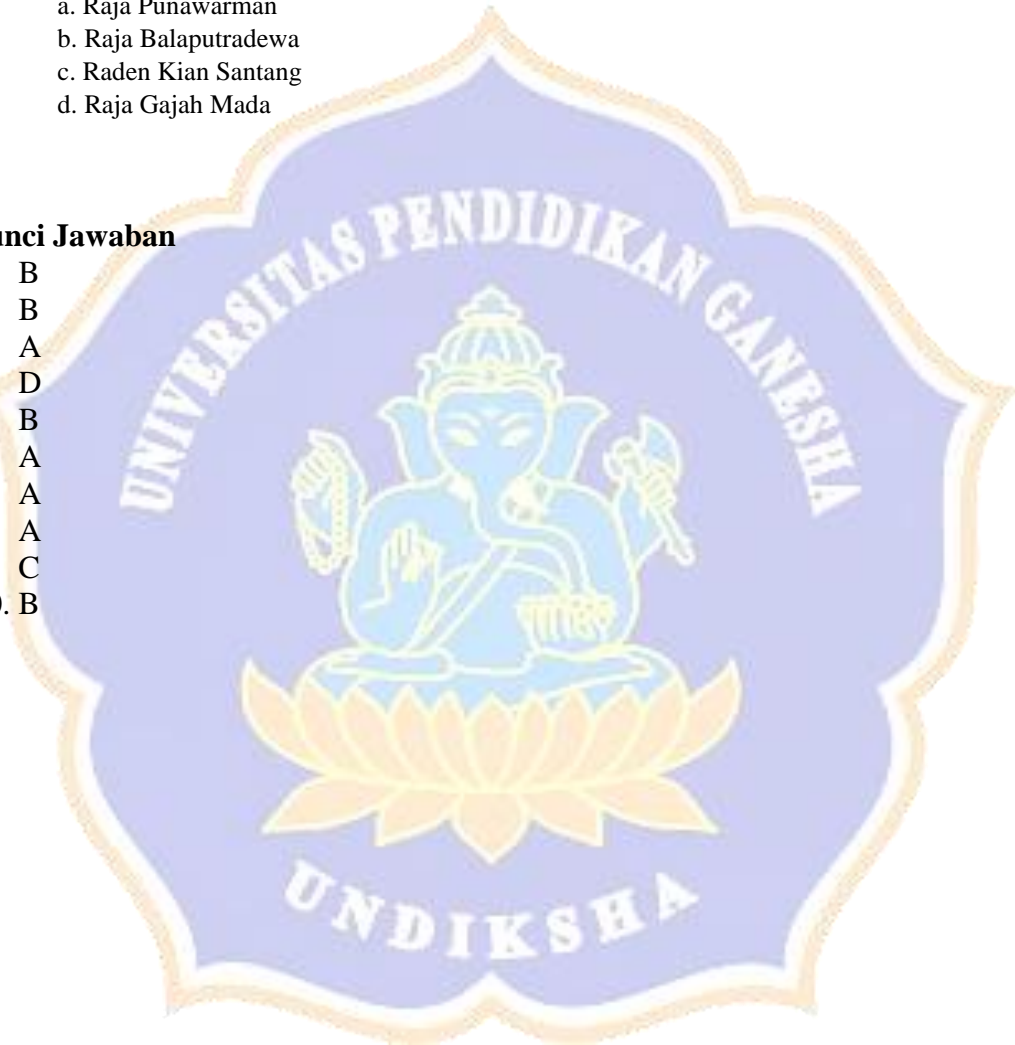 a. Raja Punawarman
b. Raja Balaputradewa
c. Raden Kian Santang
d. Raja Gajah Mada
unci Jawaban
B
B
A
D
B
A
A
A
C
. B
UNIVERSITAS PENDIDIKAN GANESHA
UNDIKSHA